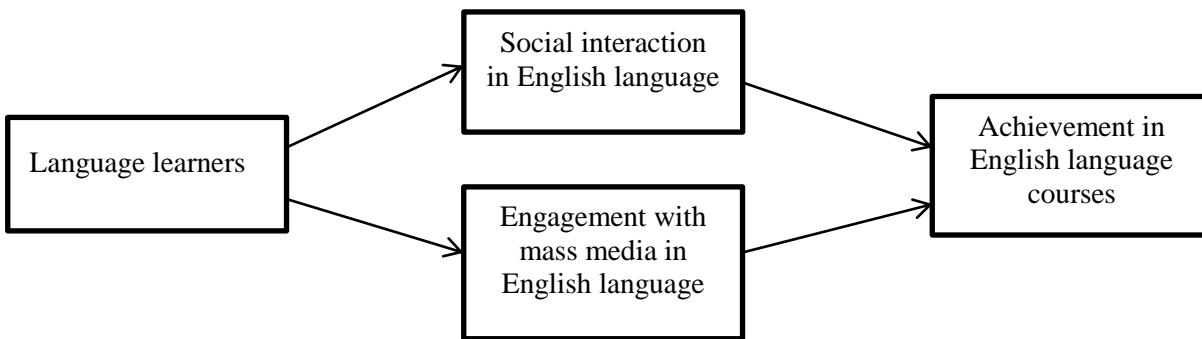 Social interaction
in English language
Language learners
Engagement with
mass media in
English language
Achievement in
English language
courses